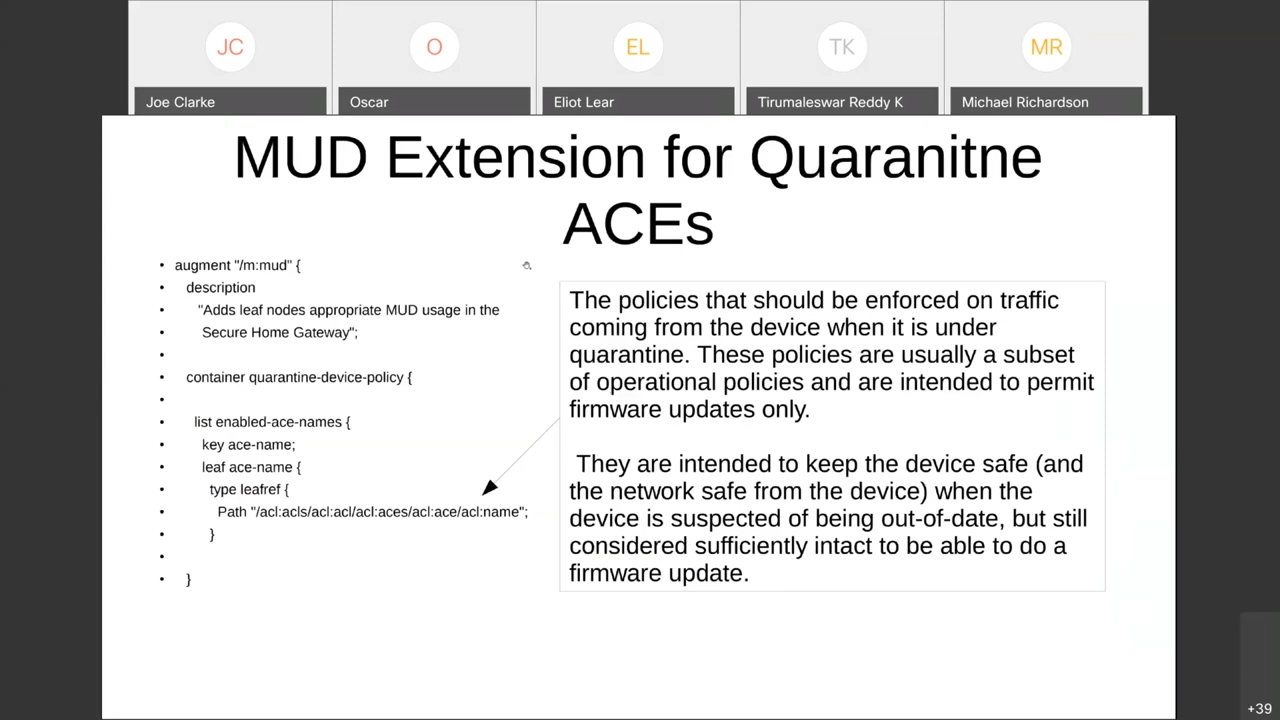 JC
O
EL
TK
MR
Joe Clarke
Oscar
Eliot Lear
Tirumaleswar Reddy K
Michael Richardson
MUD Extension for Quaranitne
ACEs
• augment "/m:mud" {
• description
• "Adds leaf nodes appropriate MUD usage in the
• Secure Home Gateway";
•
• container quarantine-device-policy {
•
• list enabled-ace-names {
• key ace-name;
• leaf ace-name {
• type leafref {
• Path "/acl:acls/acl:acl/acl:aces/acl:ace/acl:name";
• }
•
• }
The policies that should be enforced on traffic
coming from the device when it is under
quarantine. These policies are usually a subset
of operational policies and are intended to permit
firmware updates only.
They are intended to keep the device safe (and
the network safe from the device) when the
device is suspected of being out-of-date, but still
considered sufficiently intact to be able to do a
firmware update.
+39